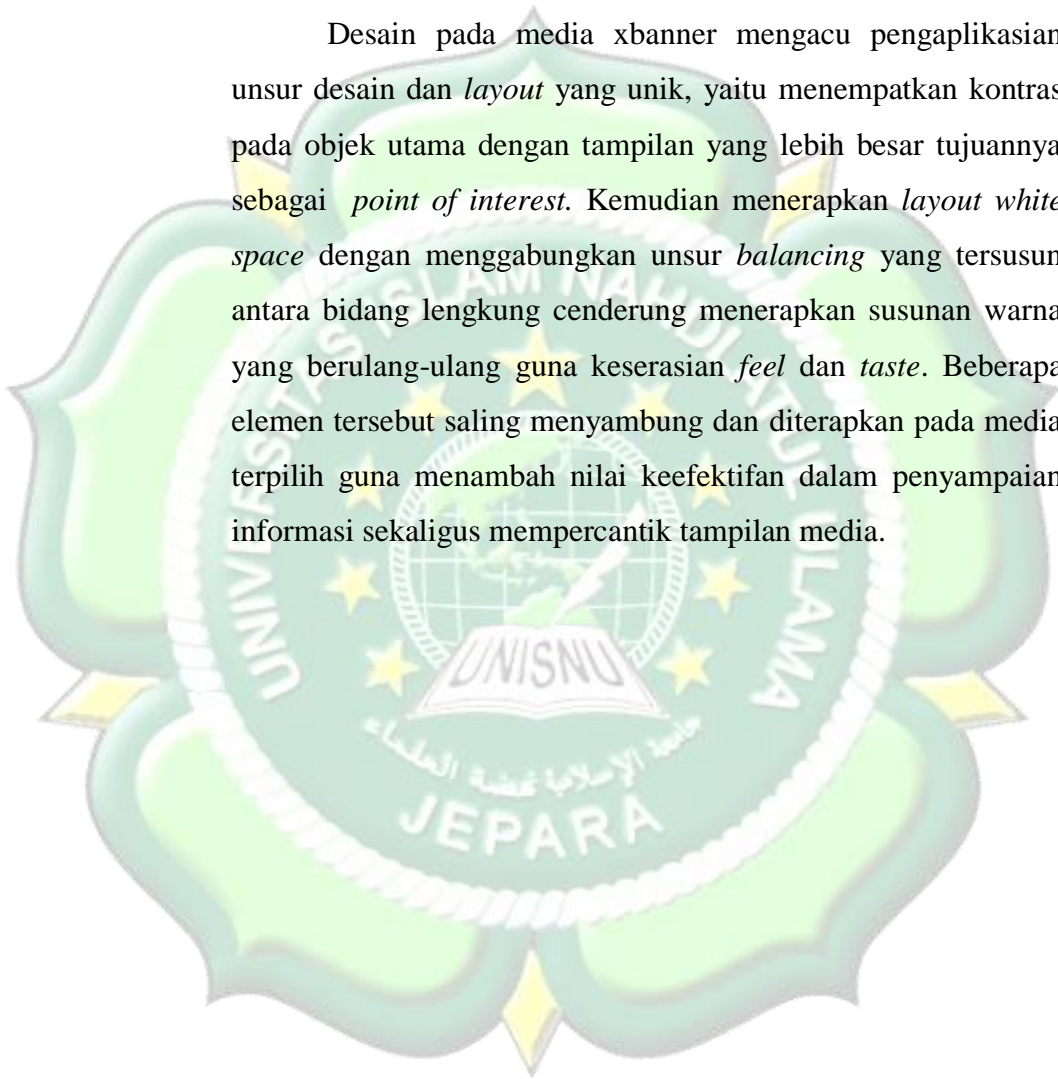 Desain pada media xbanner mengacu pengaplikasian
unsur desain dan layout yang unik, yaitu menempatkan kontras
pada objek utama dengan tampilan yang lebih besar tujuannya
sebagai point of interest. Kemudian menerapkan layout white
space dengan menggabungkan unsur balancing yang tersusun
antara bidang lengkung cenderung menerapkan susunan warna
yang berulang-ulang guna keserasian feel dan taste. Beberapa
elemen tersebut saling menyambung dan diterapkan pada media
terpilih guna menambah nilai keefektifan dalam penyampaian
informasi sekaligus mempercantik tampilan media.
UNIVERSITAS ISLAM NAHDLATUL ULAMA
UNISNU
JEPARA